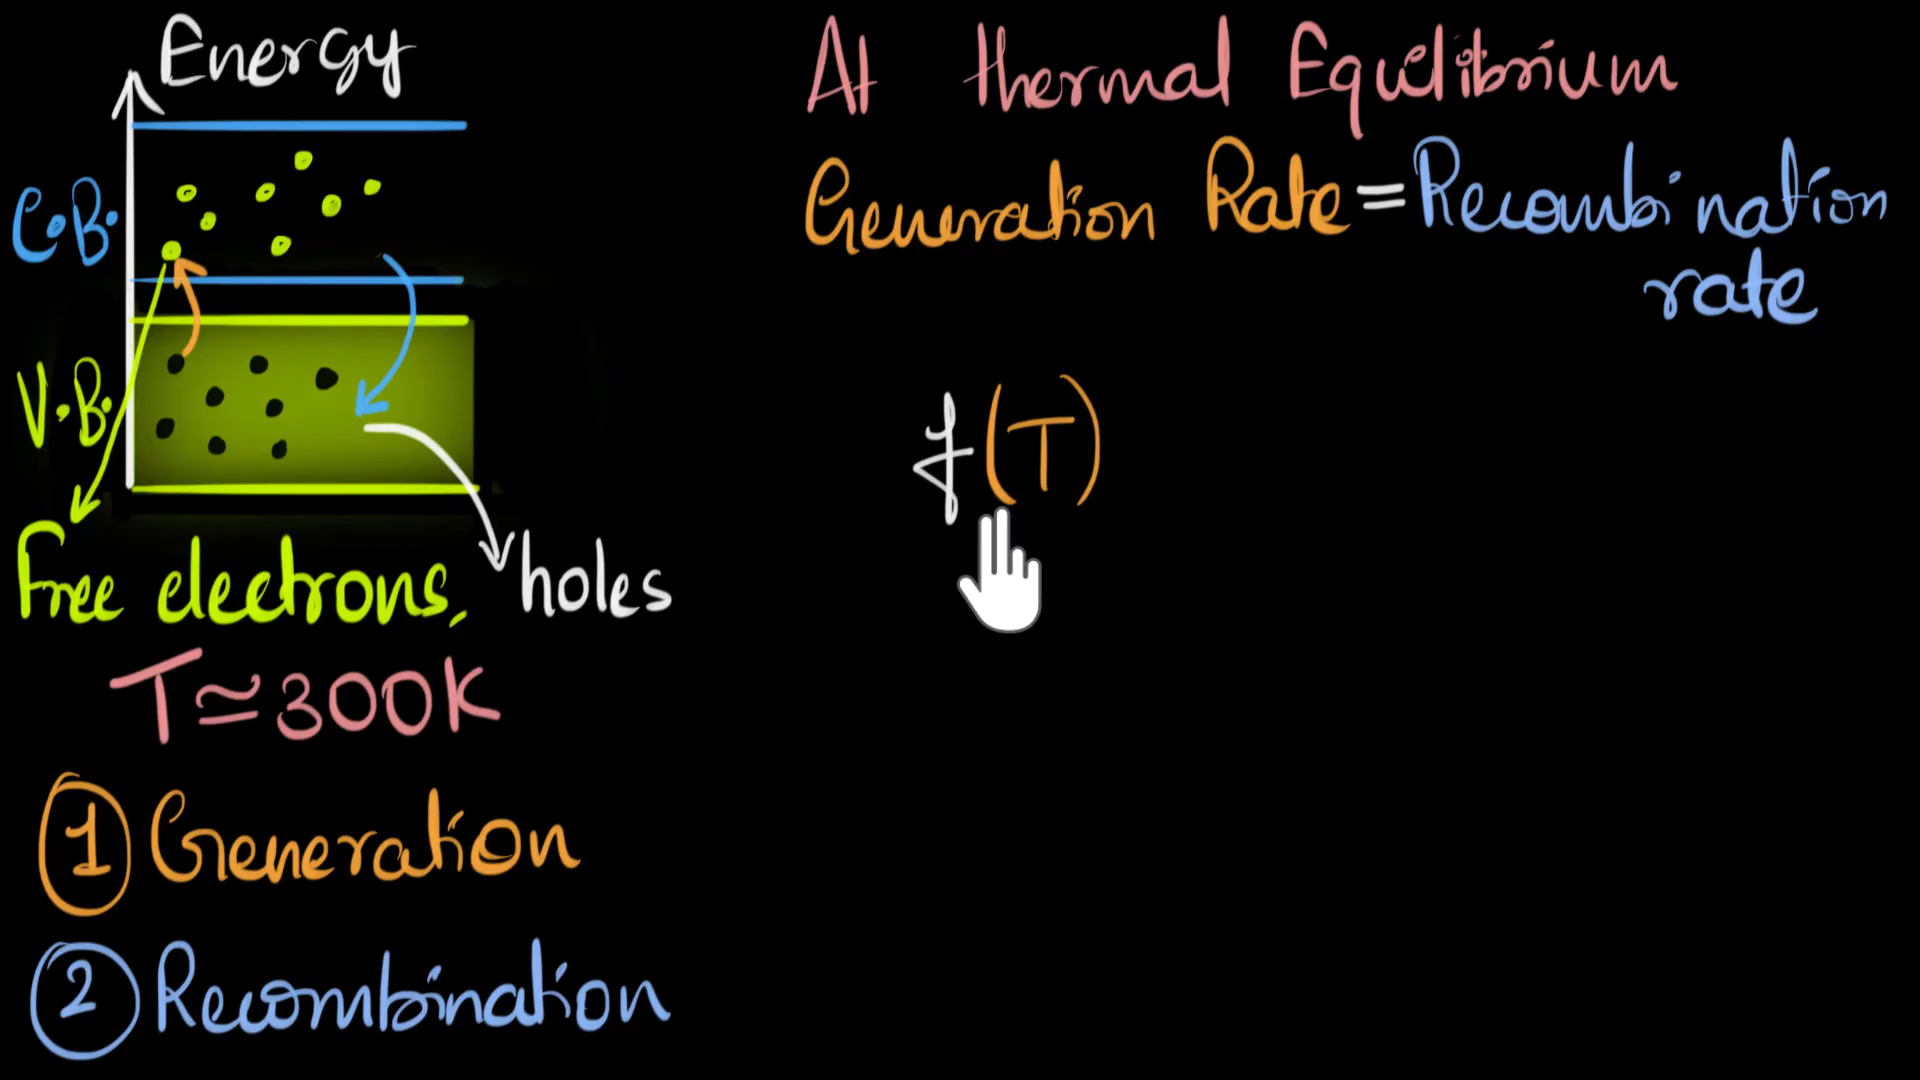 Energy
C.B.
V.B.
Free electrons, holes
T≃300K
1 Generation
2 Recombination
At thermal Equilibrium
Generation Rate = Recombination
rate
f(T)